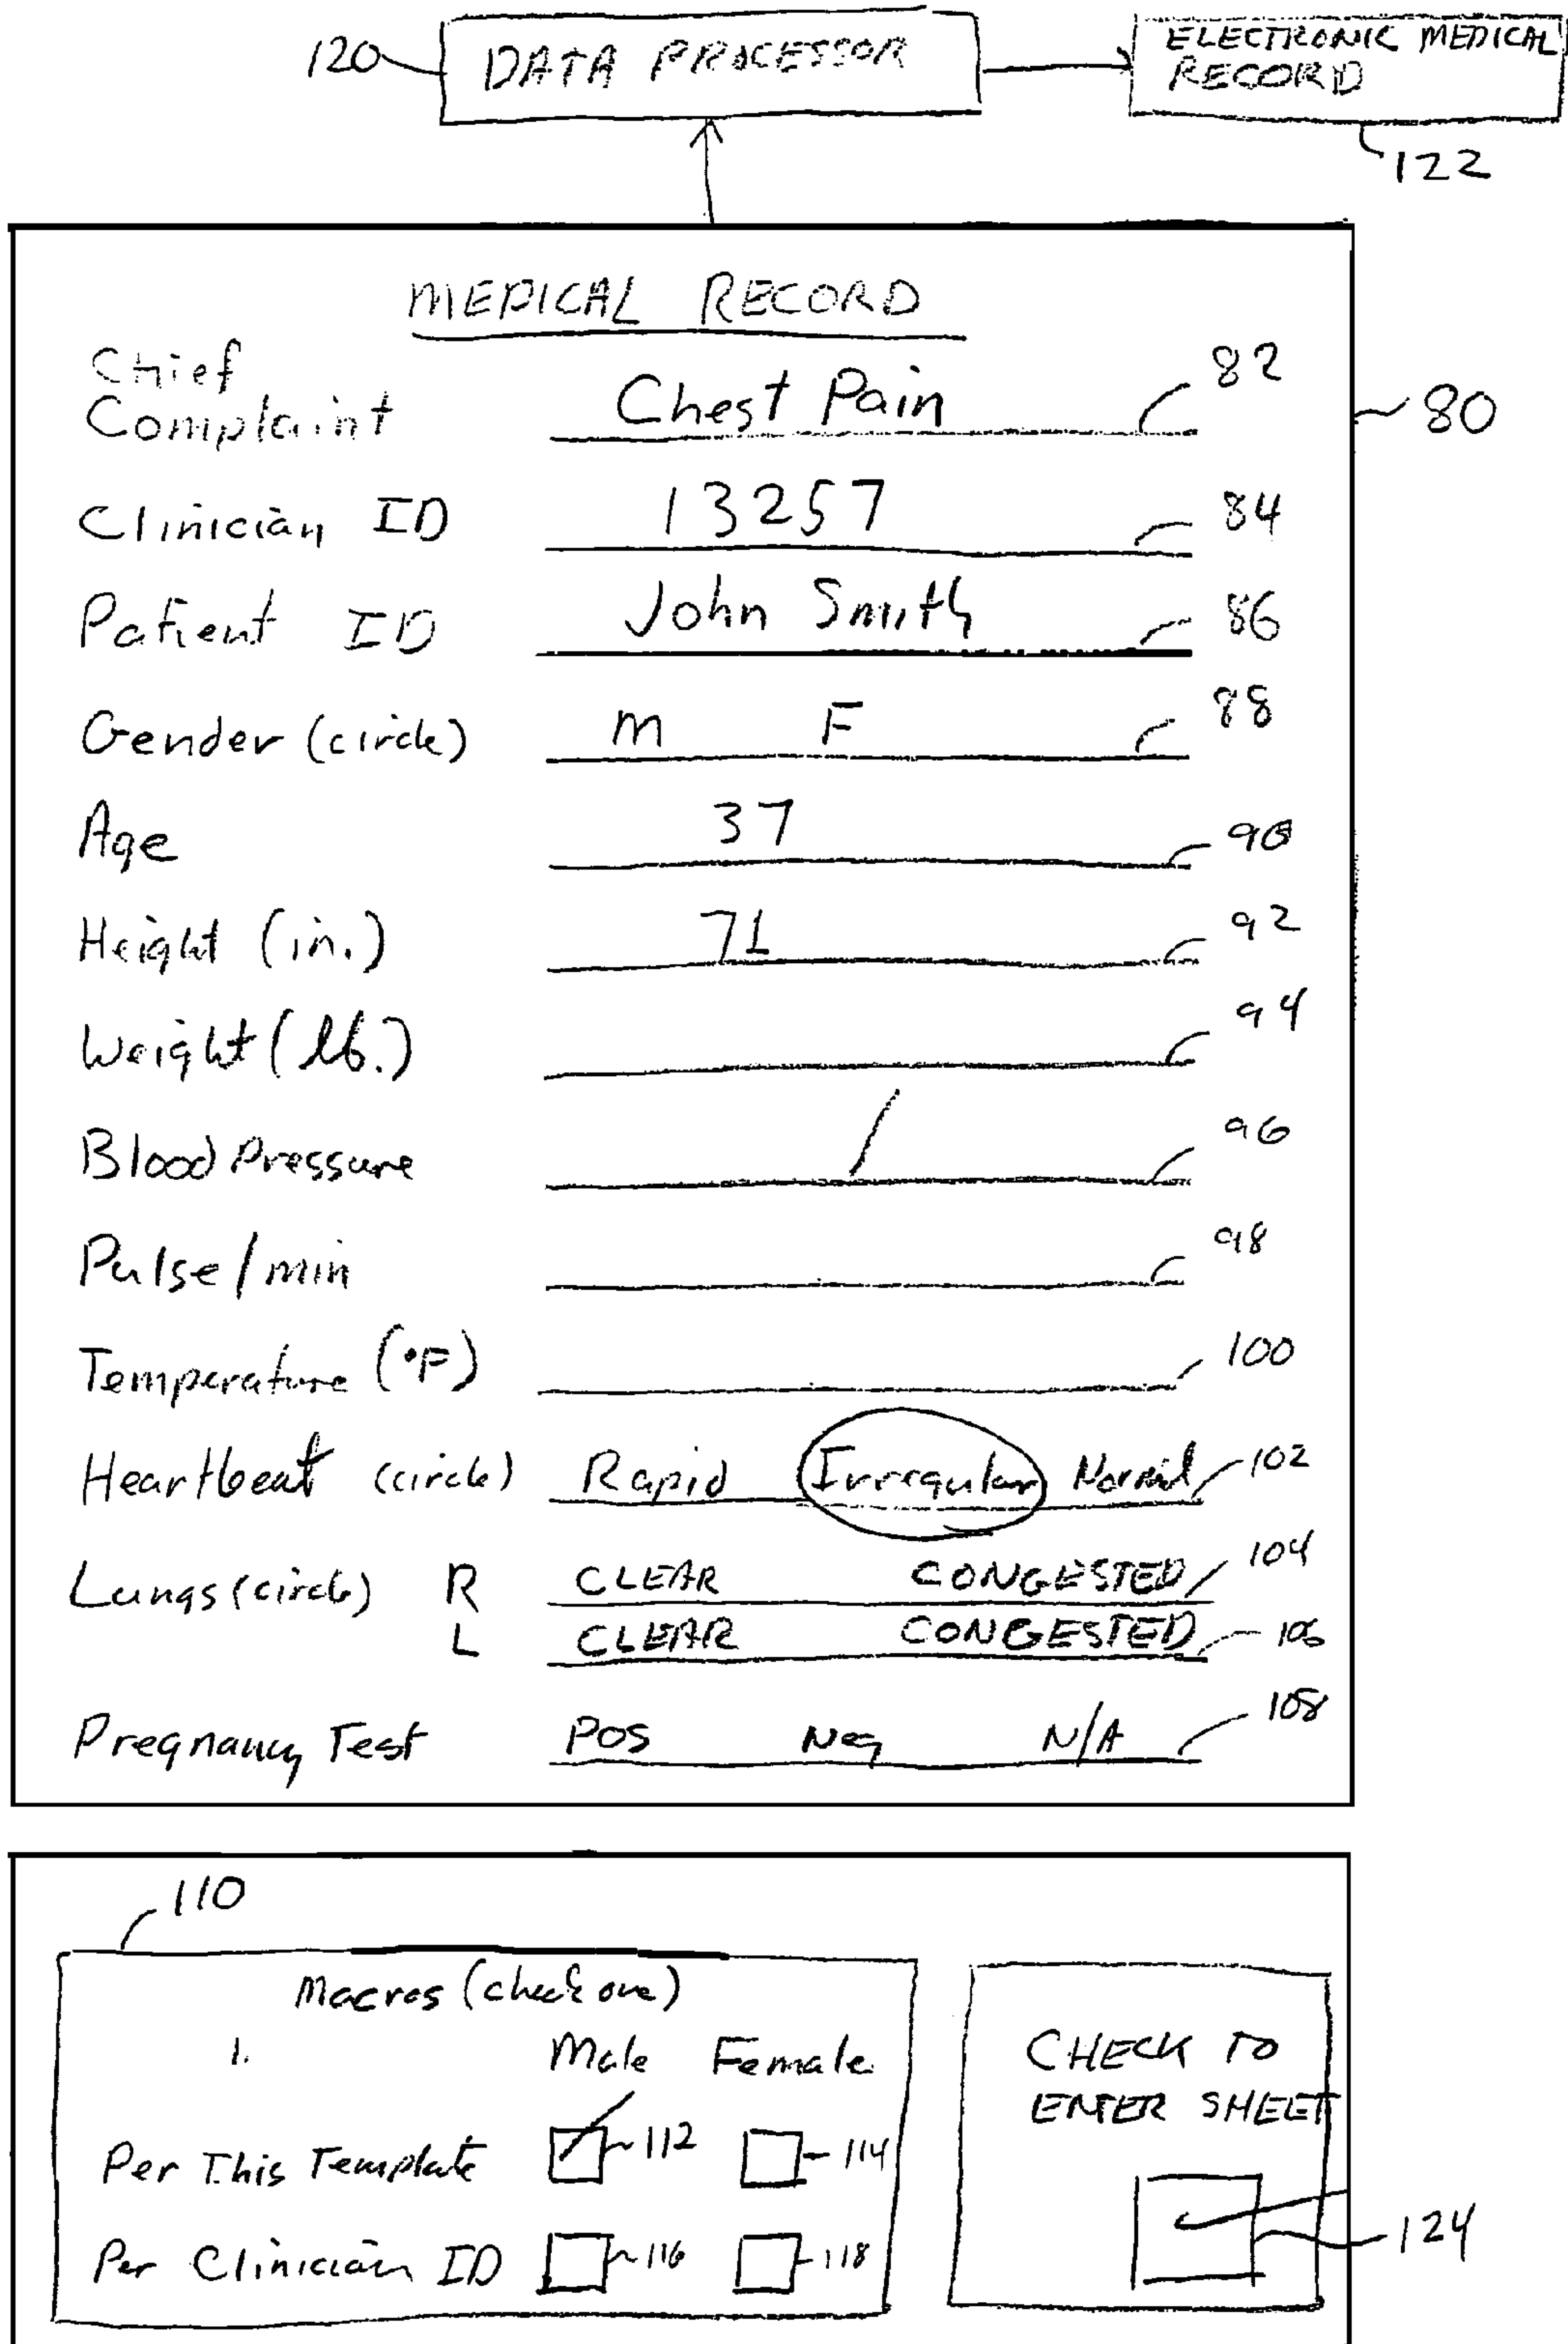 120 DATA PROCESSOR ELECTRONIC MEDICAL
RECORD
122
MEDICAL RECORD
Chief
Complaint Chest Pain 82
80
Clinician ID 13257 84
Patient ID John Smith 86
Gender (circle) M F 88
Age 37 90
Height (in.) 71 92
Weight (lb.) 94
Blood Pressure / 96
Pulse/min 98
Temperature (°F) 100
Heartbeat (circle) Rapid Irregular Normal 102
Lungs (circle) R CLEAR CONGESTED 104
L CLEAR CONGESTED 106
Pregnancy Test POS Neg N/A 108
110
Macros (check one)
1. Male Female
Per This Template 112 114
Per Clinician ID 116 118
CHECK TO
ENTER SHEET
124